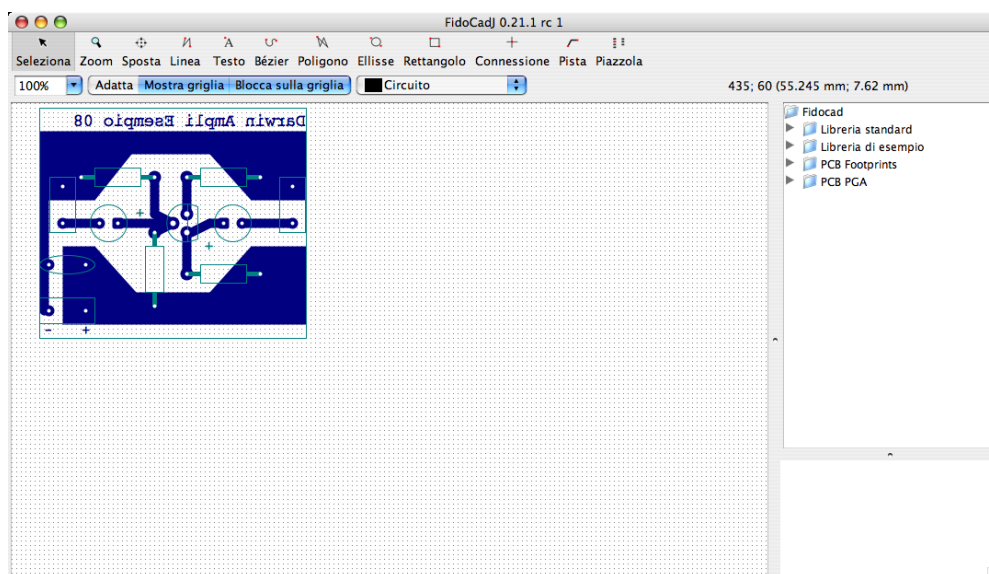 FidoCadJ 0.21.1 rc 1
Seleziona Zoom Sposta Linea Testo Bézier Poligono Ellisse Rettangolo Connessione Pista Piazzola
100% Adatta Mostra griglia Blocca sulla griglia Circuito 435; 60 (55.245 mm; 7.62 mm)
Fidocad
Libreria standard
Libreria di esempio
PCB Footprints
PCB PGA
Darwin Ampli Esempio 08
+
+
- +